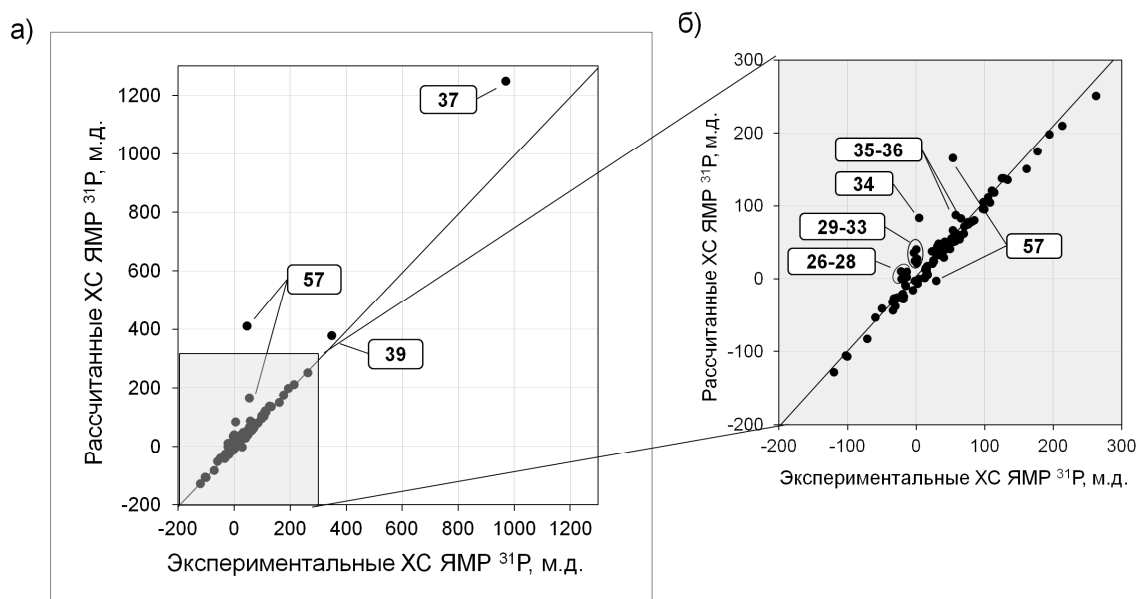 а)
1200
1000
800
600
400
200
0
-200
-200 0 200 400 600 800 1000 1200
Рассчитанные ХС ЯМР ³¹P, м.д.
Экспериментальные ХС ЯМР ³¹P, м.д.
37
57
39
б)
300
200
100
0
-100
-200
-200 -100 0 100 200 300
Рассчитанные ХС ЯМР ³¹P, м.д.
Экспериментальные ХС ЯМР ³¹P, м.д.
35-36
34
29-33
26-28
57